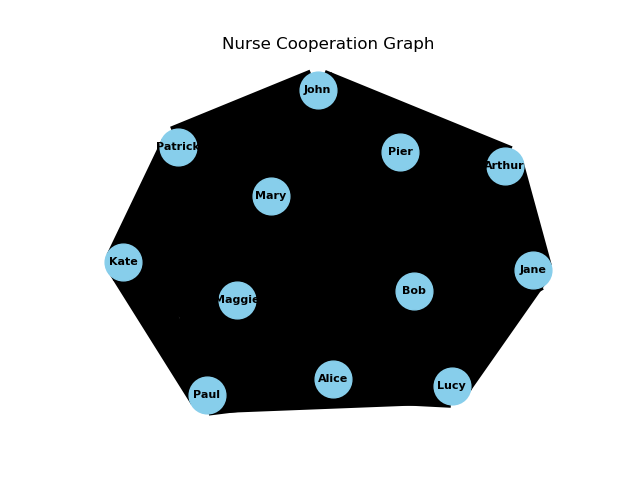 Nurse Cooperation Graph
John
Patrick
Pier
Arthur
Mary
Kate
Jane
Maggie
Bob
Paul
Alice
Lucy